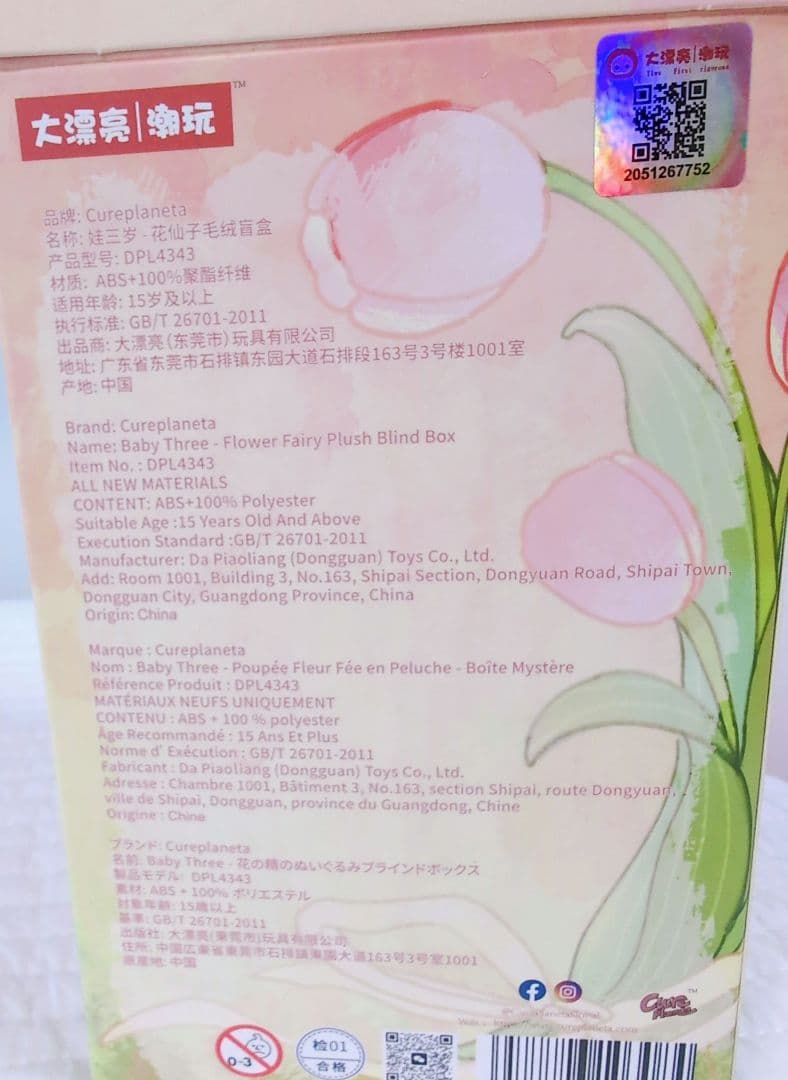 大漂亮|潮玩™
大漂亮|潮玩
2051267752
品牌: Cureplaneta
名称: 娃三岁 - 花仙子毛绒盲盒
产品型号: DPL4343
材质: ABS+100%聚酯纤维
适用年龄: 15岁及以上
执行标准: GB/T 26701-2011
出品商: 大漂亮(东莞市)玩具有限公司
地址: 广东省东莞市石排镇东园大道石排段163号3号楼1001室
产地: 中国
Brand: Cureplaneta
Name: Baby Three - Flower Fairy Plush Blind Box
Item No. : DPL4343
ALL NEW MATERIALS
CONTENT: ABS+100% Polyester
Suitable Age :15 Years Old And Above
Execution Standard :GB/T 26701-2011
Manufacturer: Da Piaoliang (Dongguan) Toys Co., Ltd.
Add: Room 1001, Building 3, No.163, Shipai Section, Dongyuan Road, Shipai Town,
Dongguan City, Guangdong Province, China
Origin: China
Marque : Cureplaneta
Nom : Baby Three - Poupée Fleur Fée en Peluche - Boîte Mystère
Référence Produit : DPL4343
MATÉRIAUX NEUFS UNIQUEMENT
CONTENU : ABS + 100 % polyester
Âge Recommandé : 15 Ans Et Plus
Norme d' Exécution : GB/T 26701-2011
Fabricant : Da Piaoliang (Dongguan) Toys Co., Ltd.
Adresse : Chambre 1001, Bâtiment 3, No.163, section Shipai, route Dongyuan,
ville de Shipai, Dongguan, province du Guangdong, Chine
Origine : Chine
ブランド: Cureplaneta
名前: Baby Three - 花の精のぬいぐるみブラインドボックス
製品モデル: DPL4343
素材: ABS + 100% ポリエステル
対象年齢: 15歳以上
基準: GB/T 26701-2011
出版社: 大漂亮(東莞市)玩具有限公司
住所: 中国広東省東莞市石排鎮東園大道163号3号室1001
原産地: 中国
Cure
0-3
检01
合格